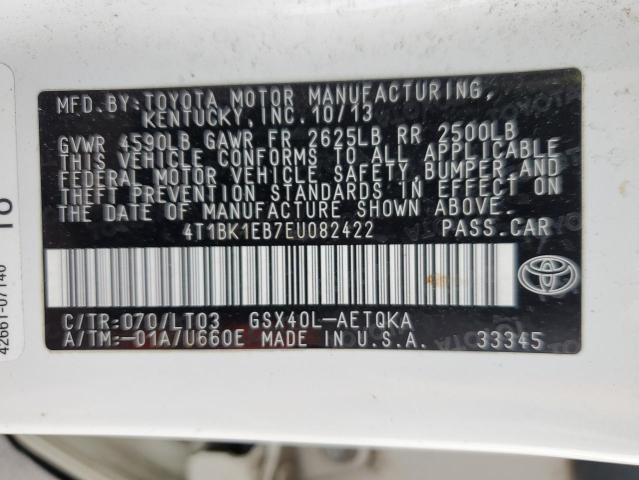 MFD.BY:TOYOTA MOTOR MANUFACTURING,
KENTUCKY, INC. 10/13
GVWR 4590LB GAWR FR 2625LB RR 2500LB
THIS VEHICLE CONFORMS TO ALL APPLICABLE
FEDERAL MOTOR VEHICLE SAFETY, BUMPER, AND
THEFT PREVENTION STANDARDS IN EFFECT ON
THE DATE OF MANUFACTURE SHOWN ABOVE.
4T1BK1EB7EU082422 PASS.CAR
C/TR:070/LT03 GSX40L-AETQKA
A/TM:-01A/U660E MADE IN U.S.A. 33345
TOYOTA